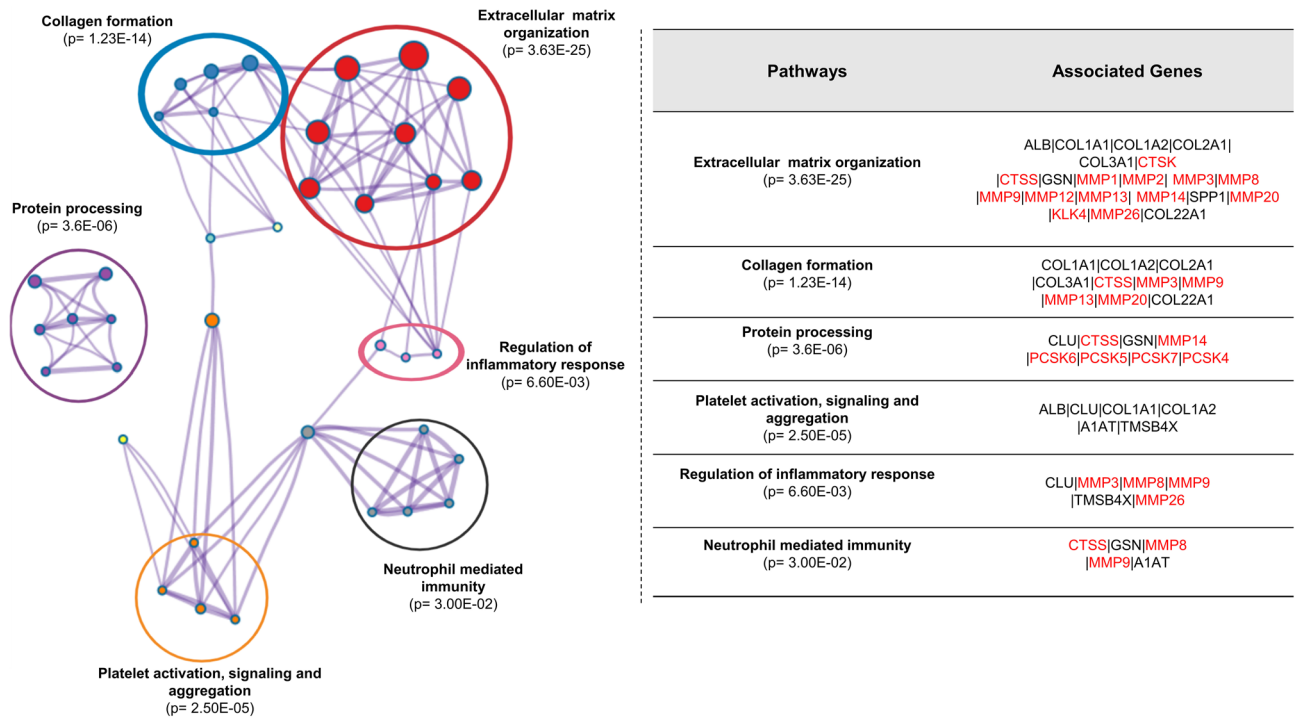 Collagen formation
(p= 1.23E-14)
Extracellular matrix
organization
(p= 3.63E-25)
Protein processing
(p= 3.6E-06)
Regulation of
inflammatory response
(p= 6.60E-03)
Neutrophil mediated
immunity
(p= 3.00E-02)
Platelet activation, signaling and
aggregation
(p= 2.50E-05)
Pathways
Associated Genes
Extracellular matrix organization
(p= 3.63E-25)
ALB|COL1A1|COL1A2|COL2A1|
COL3A1|CTSK
|CTSS|GSN|MMP1|MMP2| MMP3|MMP8
|MMP9|MMP12|MMP13| MMP14|SPP1|MMP20
|KLK4|MMP26|COL22A1
Collagen formation
(p= 1.23E-14)
COL1A1|COL1A2|COL2A1
|COL3A1|CTSS|MMP3|MMP9
|MMP13|MMP20|COL22A1
Protein processing
(p= 3.6E-06)
CLU|CTSS|GSN|MMP14
|PCSK6|PCSK5|PCSK7|PCSK4
Platelet activation, signaling and
aggregation
(p= 2.50E-05)
ALB|CLU|COL1A1|COL1A2
|A1AT|TMSB4X
Regulation of inflammatory response
(p= 6.60E-03)
CLU|MMP3|MMP8|MMP9
|TMSB4X|MMP26
Neutrophil mediated immunity
(p= 3.00E-02)
CTSS|GSN|MMP8
|MMP9|A1AT